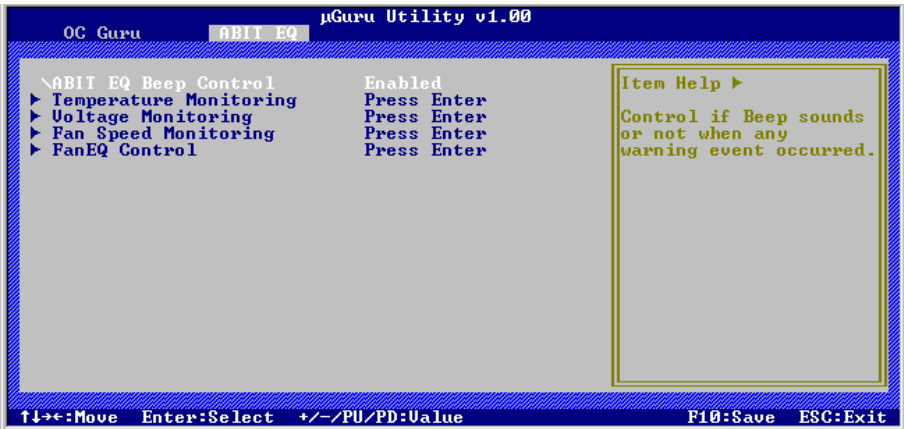 μGuru Utility v1.00
OC Guru ABIT EQ
\ABIT EQ Beep Control Enabled
► Temperature Monitoring Press Enter
► Voltage Monitoring Press Enter
► Fan Speed Monitoring Press Enter
► FanEQ Control Press Enter
Item Help ►
Control if Beep sounds
or not when any
warning event occurred.
↑↓→←:Move Enter:Select +/-/PU/PD:Value F10:Save ESC:Exit